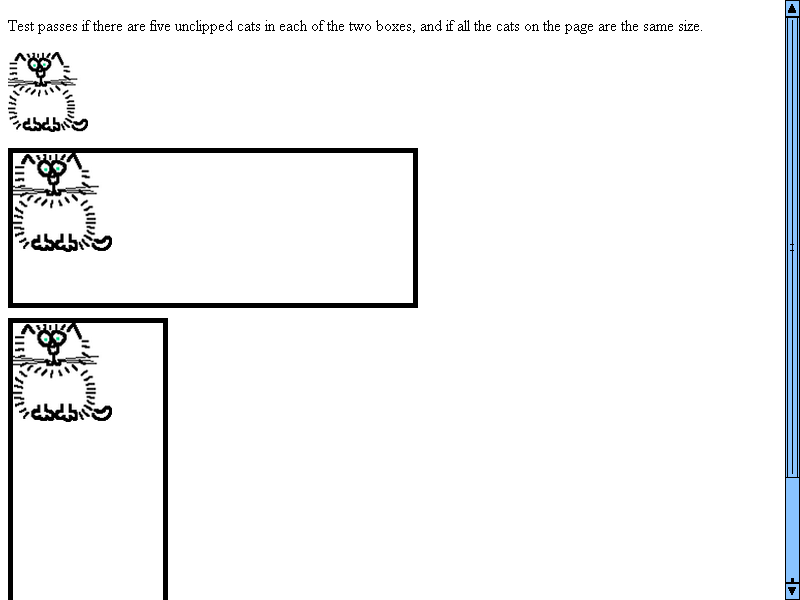 Test passes if there are five unclipped cats in each of the two boxes, and if all the cats on the page are the same size.